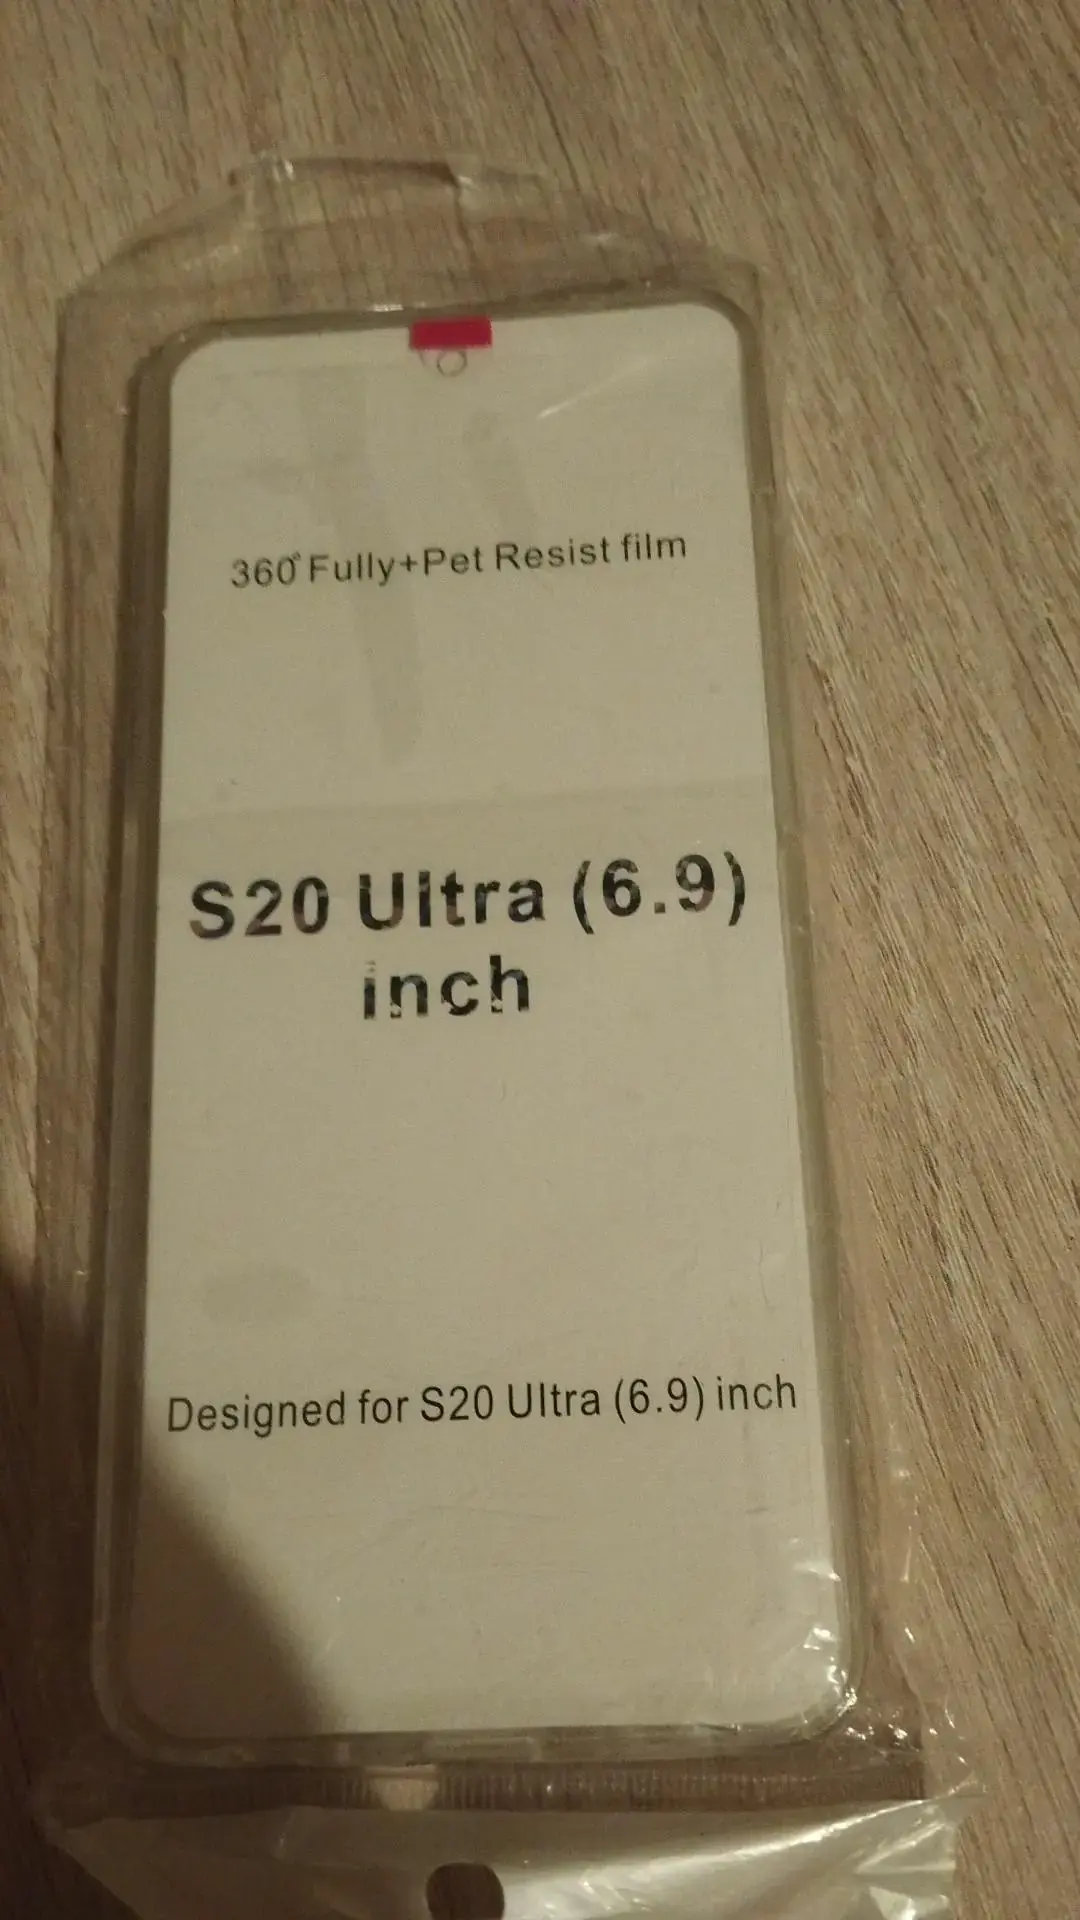 360° Fully+Pet Resist film
S20 Ultra (6.9)
inch
Designed for S20 Ultra (6.9) inch